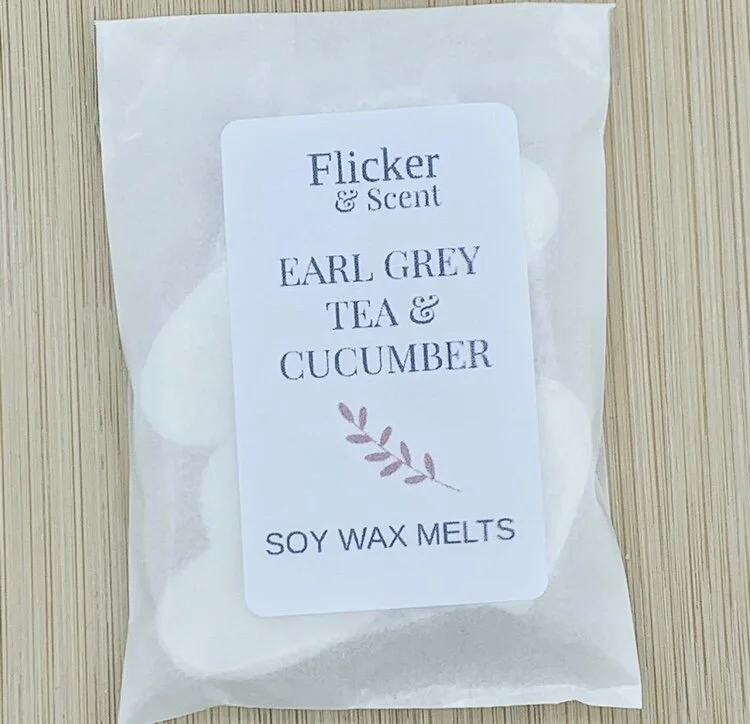 Flicker
& Scent
EARL GREY
TEA &
CUCUMBER
SOY WAX MELTS